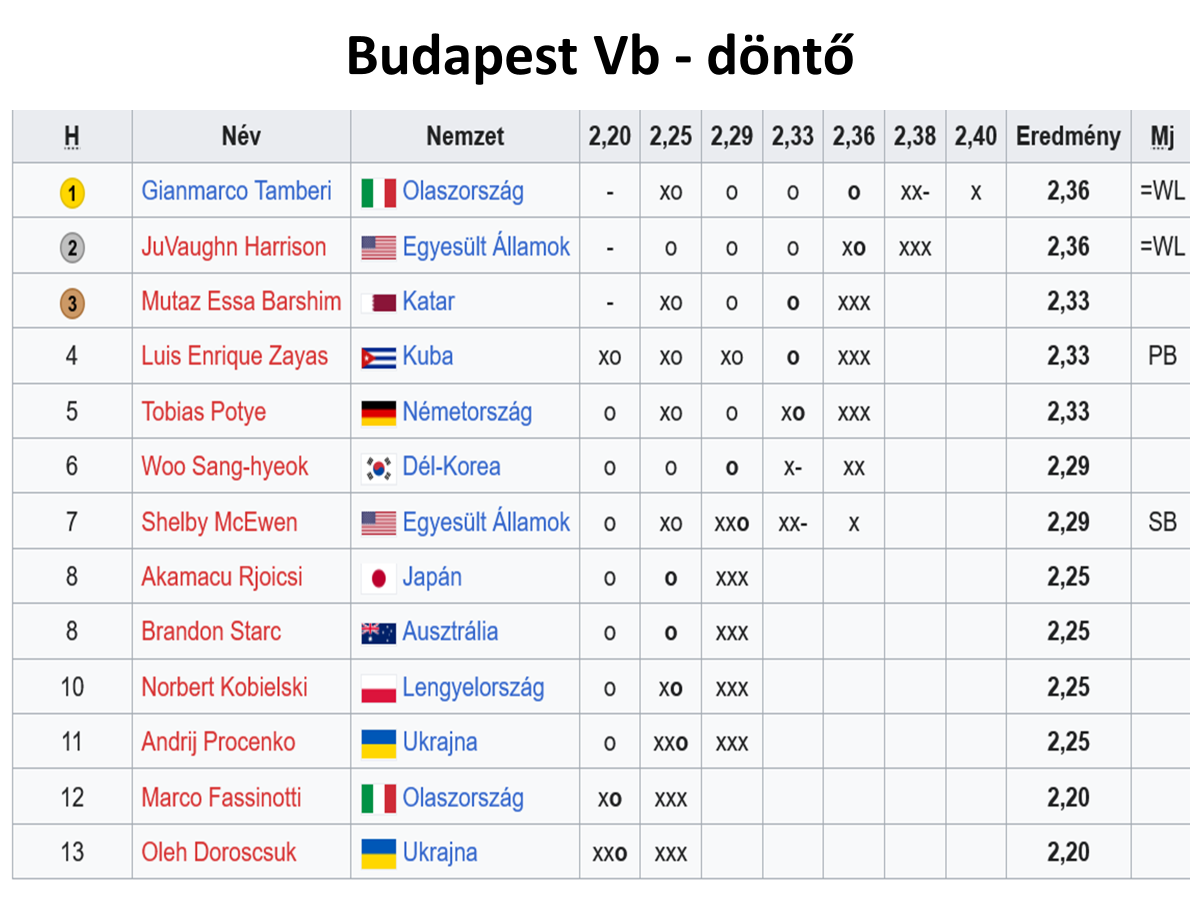 Budapest Vb - döntő
H Név Nemzet 2,20 2,25 2,29 2,33 2,36 2,38 2,40 Eredmény Mj
1 Gianmarco Tamberi Olaszország - xo o o o xx- x 2,36 =WL
2 JuVaughn Harrison Egyesült Államok - o o o xo xxx 2,36 =WL
3 Mutaz Essa Barshim Katar - xo o o xxx 2,33
4 Luis Enrique Zayas Kuba xo xo xo o xxx 2,33 PB
5 Tobias Potye Németország o xo o xo xxx 2,33
6 Woo Sang-hyeok Dél-Korea o o o x- xx 2,29
7 Shelby McEwen Egyesült Államok o xo xxo xx- x 2,29 SB
8 Akamacu Rjoicsi Japán o o xxx 2,25
8 Brandon Starc Ausztrália o o xxx 2,25
10 Norbert Kobielski Lengyelország o xo xxx 2,25
11 Andrij Procenko Ukrajna o xxo xxx 2,25
12 Marco Fassinotti Olaszország xo xxx 2,20
13 Oleh Doroscsuk Ukrajna xxo xxx 2,20